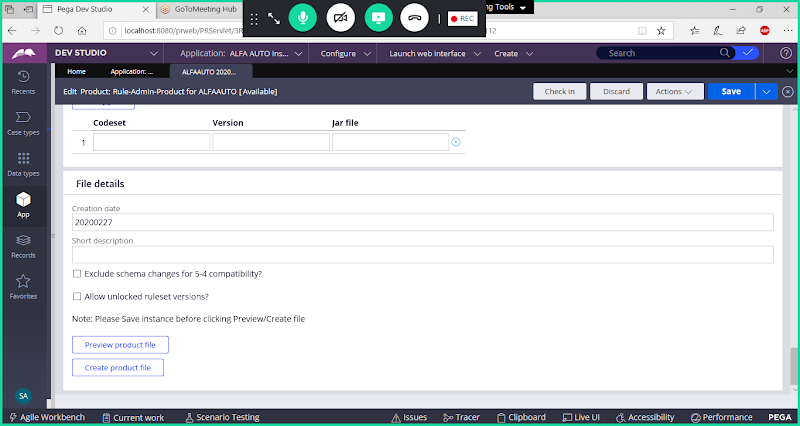 Pega Dev Studio
GoToMeeting Hub
ng Tools
REC
localhost:8080/prweb/PRServlet/3R
112
ABP
DEV STUDIO
Application: ALFA AUTO Ins...
Configure
Launch web interface
Create
Search
Home
Application: ...
ALFAAUTO 2020...
Recents
Case types
Data types
App
Records
Favorites
SA
Edit Product: Rule-Admin-Product for ALFAAUTO [Available]
Check in
Discard
Actions
Save
Codeset
Version
Jar file
1
File details
Creation date
20200227
Short description
Exclude schema changes for 5-4 compatibility?
Allow unlocked ruleset versions?
Note: Please Save instance before clicking Preview/Create file
Preview product file
Create product file
Agile Workbench
Current work
Scenario Testing
Issues
Tracer
Clipboard
Live UI
Accessibility
Performance
PEGA